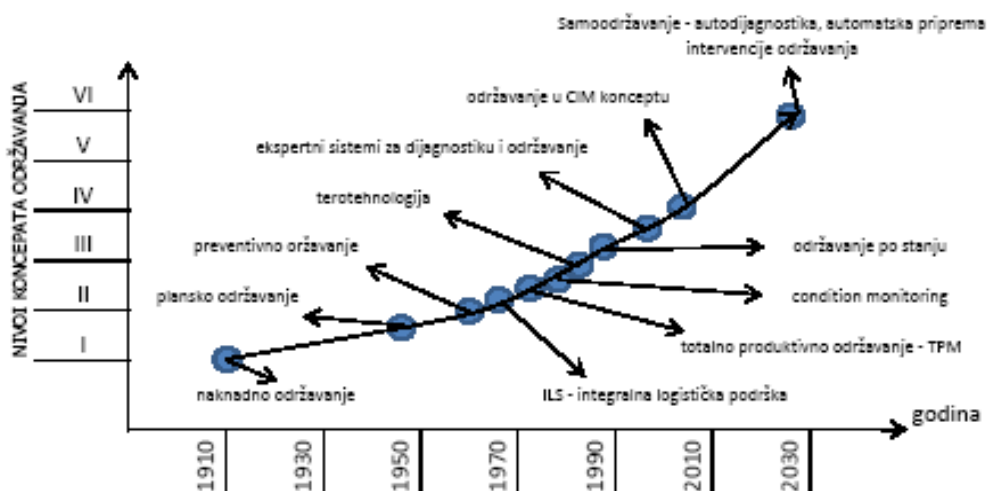 Samoodržavanje - autodijagnostika, automatska priprema
intervencije održavanja
NIVOI KONCEPATA ODRŽAVANJA
VI
održavanje u CIM konceptu
V
ekspertni sistemi za dijagnostiku i održavanje
IV
terotehnologija
III
preventivno oržavanje
održavanje po stanju
II
plansko održavanje
condition monitoring
I
totalno produktivno održavanje - TPM
naknadno održavanje
ILS - integralna logistička podrška
godina
1910
1930
1950
1970
1990
2010
2030